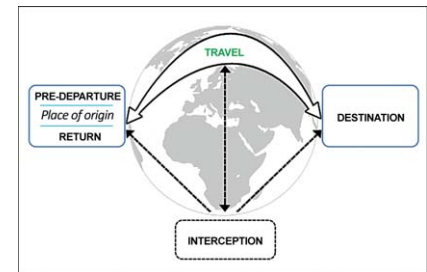 TRAVEL
PRE-DEPARTURE
Place of origin
RETURN
DESTINATION
INTERCEPTION